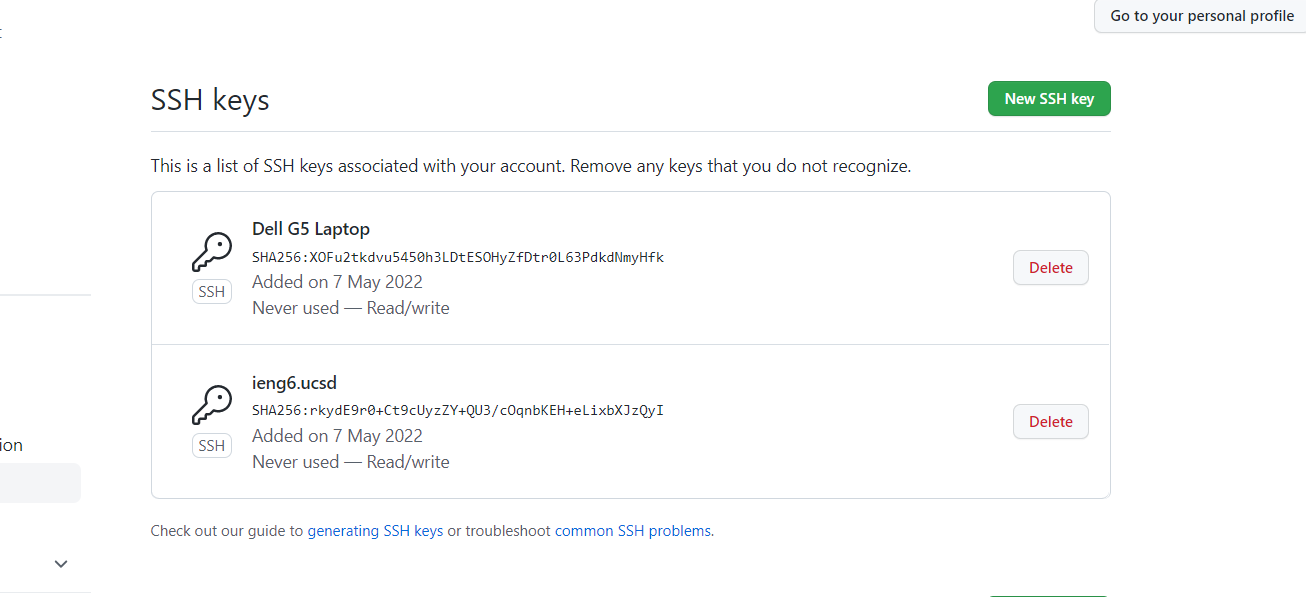 Go to your personal profile
SSH keys
New SSH key
This is a list of SSH keys associated with your account. Remove any keys that you do not recognize.
Dell G5 Laptop
SHA256:XOFu2tkdvu5450h3LDtESOHyZfDtr0L63PdkdNmyHfk
Added on 7 May 2022
Never used — Read/write
SSH
Delete
ieng6.ucsd
SHA256:rkydE9r0+Ct9cUyzZY+QU3/cOqnbKEH+eLixbXJzQyI
Added on 7 May 2022
Never used — Read/write
SSH
Delete
ion
Check out our guide to generating SSH keys or troubleshoot common SSH problems.